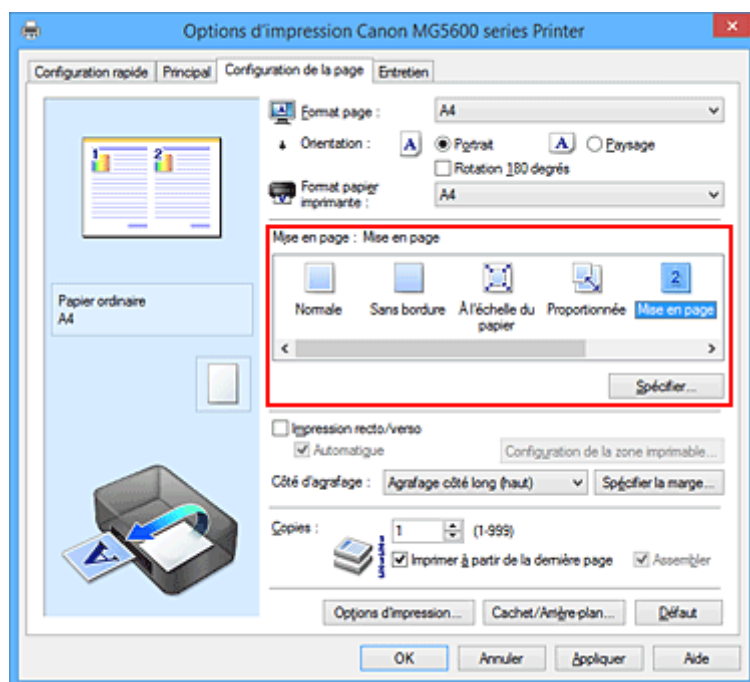 Options d'impression Canon MG5600 series Printer
Configuration rapide Principal Configuration de la page Entretien
Format page : A4
Orientation : A Portrait A Paysage
Rotation 180 degrés
Format papier
imprimante : A4
Mise en page : Mise en page
2
Normale Sans bordure À l'échelle du
papier Proportionnée Mise en page
Spécifier...
1 2
Papier ordinaire
A4
Impression recto/verso
Automatique Configuration de la zone imprimable...
Côté d'agrafage : Agrafage côté long (haut) Spécifier la marge...
Copies : 1 (1-999)
Imprimer à partir de la dernière page Assembler
A
Options d'impression... Cachet/Arrière-plan... Défaut
OK Annuler Appliquer Aide